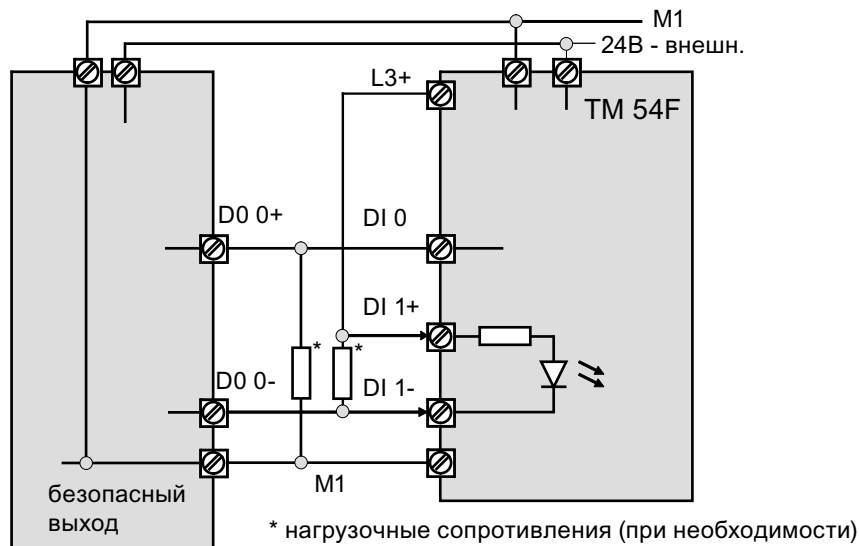 M1
24В - внешн.
L3+
TM 54F
D0 0+
DI 0
DI 1+
*
*
D0 0-
DI 1-
M1
безопасный
выход
* нагрузочные сопротивления (при необходимости)